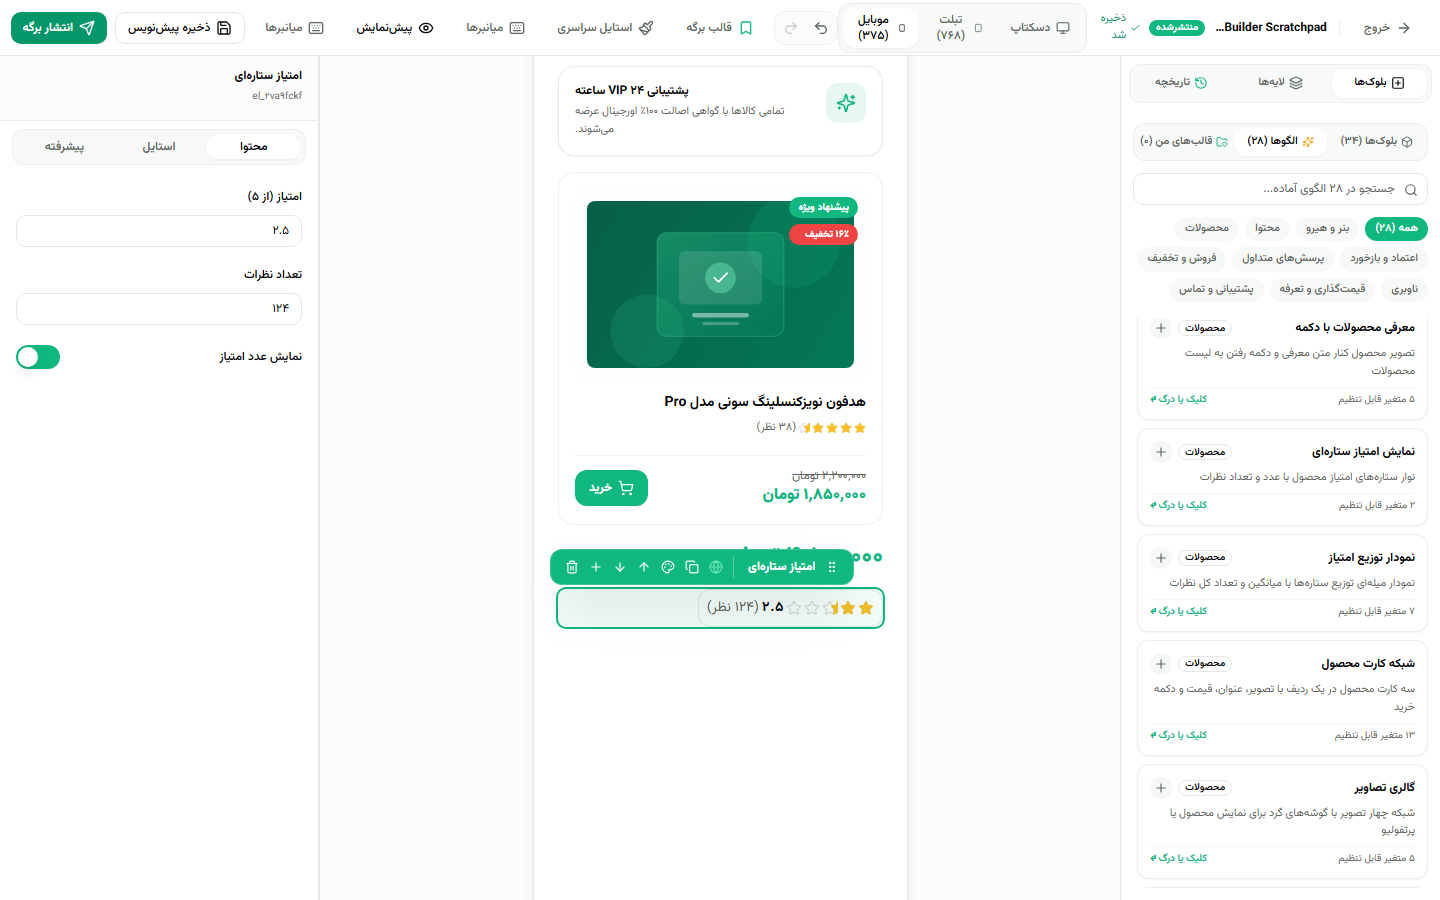 خروج
Builder Scratchpad...
منتشرشده
ذخیره شد
دسکتاپ
تبلت (۷۶۸)
موبایل (۳۷۵)
قالب برگه
استایل سراسری
میانبرها
پیش‌نمایش
میانبرها
ذخیره پیش‌نویس
انتشار برگه
بلوک‌ها
لایه‌ها
تاریخچه
بلوک‌ها (۳۴)
الگوها (۲۸)
قالب‌های من (۰)
جستجو در ۲۸ الگوی آماده...
همه (۲۸)
بنر و هیرو
محتوا
محصولات
اعتماد و بازخورد
پرسش‌های متداول
فروش و تخفیف
ناوبری
قیمت‌گذاری و تعرفه
پشتیبانی و تماس
معرفی محصولات با دکمه
محصولات
تصویر محصول کنار متن معرفی و دکمه رفتن به لیست محصولات
۵ متغیر قابل تنظیم
کلیک یا درگ
نمایش امتیاز ستاره‌ای
محصولات
نوار ستاره‌های امتیاز محصول با عدد و تعداد نظرات
۲ متغیر قابل تنظیم
کلیک یا درگ
نمودار توزیع امتیاز
محصولات
نمودار میله‌ای توزیع ستاره‌ها با میانگین و تعداد کل نظرات
۷ متغیر قابل تنظیم
کلیک یا درگ
شبکه کارت محصول
محصولات
سه کارت محصول در یک ردیف با تصویر، عنوان، قیمت و دکمه خرید
۱۳ متغیر قابل تنظیم
کلیک یا درگ
گالری تصاویر
محصولات
شبکه چهار تصویر با گوشه‌های گرد برای نمایش محصول یا پرتفولیو
۵ متغیر قابل تنظیم
کلیک یا درگ
پشتیبانی VIP ۲۴ ساعته
تمامی کالاها با گواهی اصالت ۱۰۰٪ اورجینال عرضه
می‌شوند.
پیشنهاد ویژه
۱۶٪ تخفیف
هدفون نویزکنسلینگ سونی مدل Pro
(۳۸ نظر)
۲,۲۰۰,۰۰۰ تومان
۱,۸۵۰,۰۰۰ تومان
خرید
امتیاز ستاره‌ای
۲.۵ (۱۲۴ نظر)
امتیاز ستاره‌ای
el_۲va۹fckf
محتوا
استایل
پیشرفته
امتیاز (از ۵)
۲.۵
تعداد نظرات
۱۲۴
نمایش عدد امتیاز